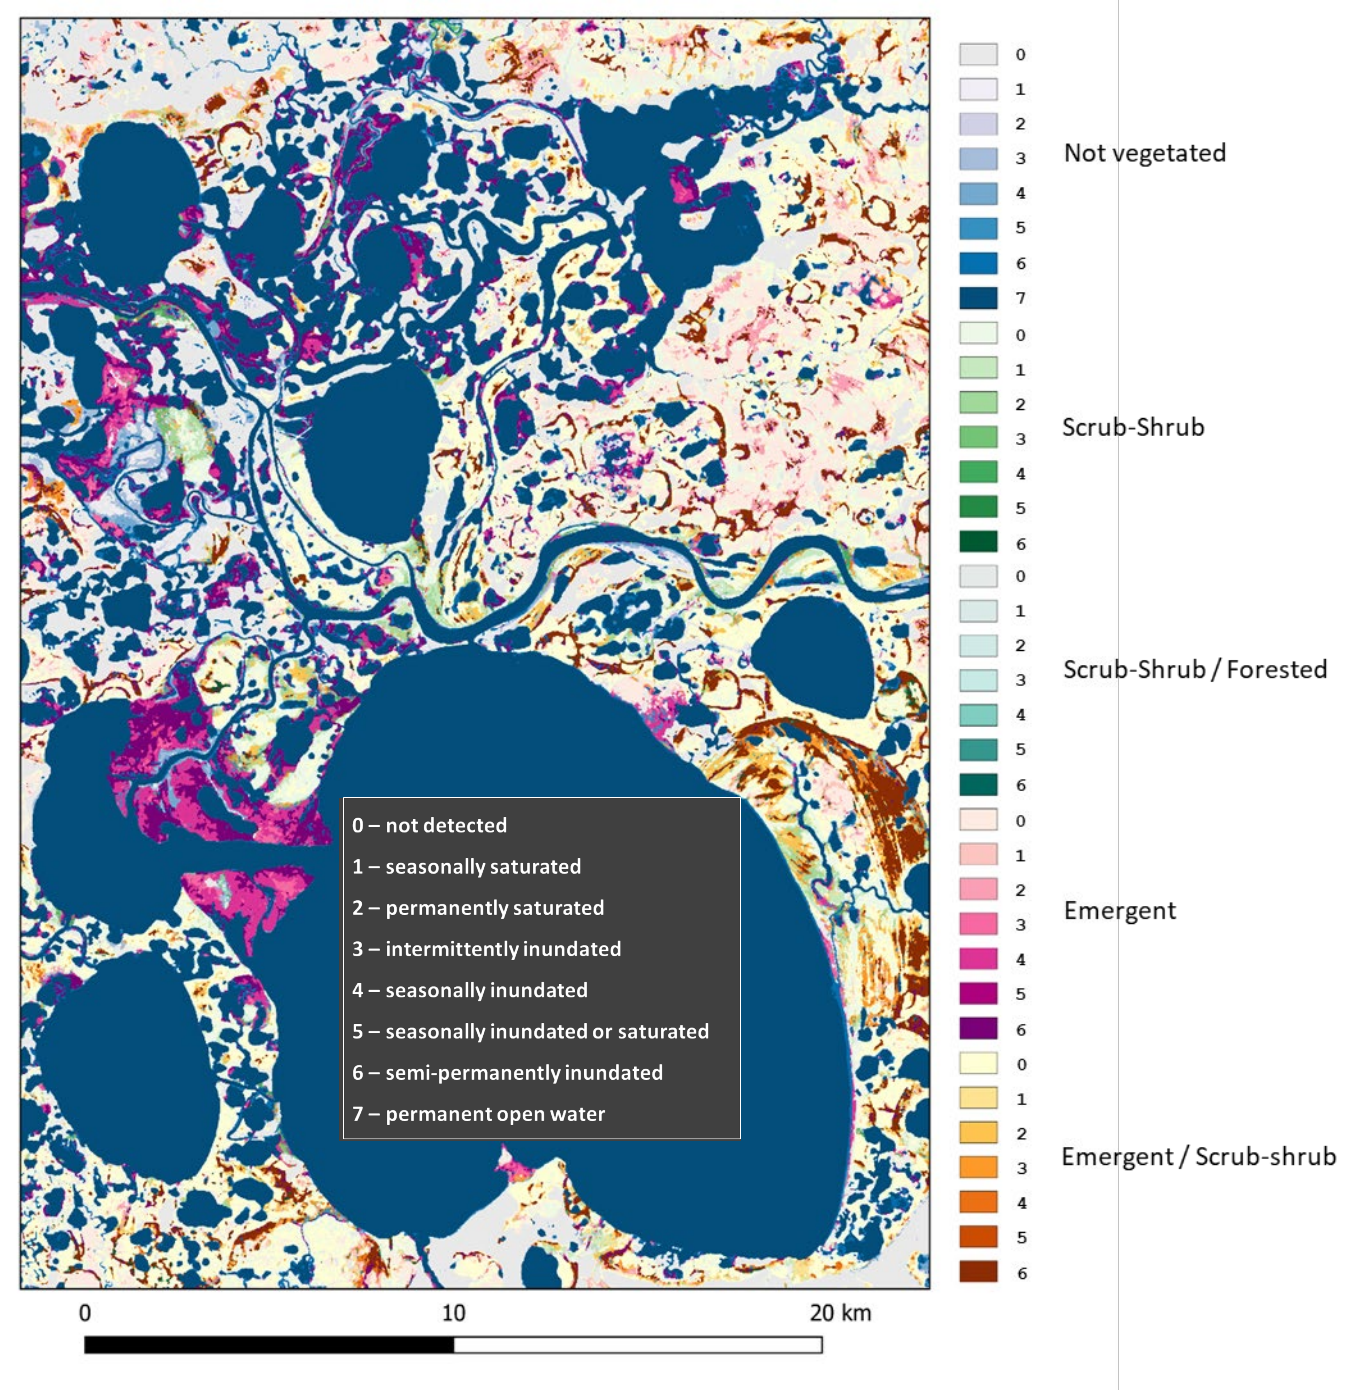 0
1
2
3
Not vegetated
4
5
6
7
0
1
2
3
Scrub-Shrub
4
5
6
0
1
2
3
Scrub-Shrub / Forested
4
5
6
0
1
2
3
Emergent
4
5
6
0
1
2
3
Emergent / Scrub-shrub
4
5
6
0 – not detected
1 – seasonally saturated
2 – permanently saturated
3 – intermittently inundated
4 – seasonally inundated
5 – seasonally inundated or saturated
6 – semi-permanently inundated
7 – permanent open water
0 10 20 km